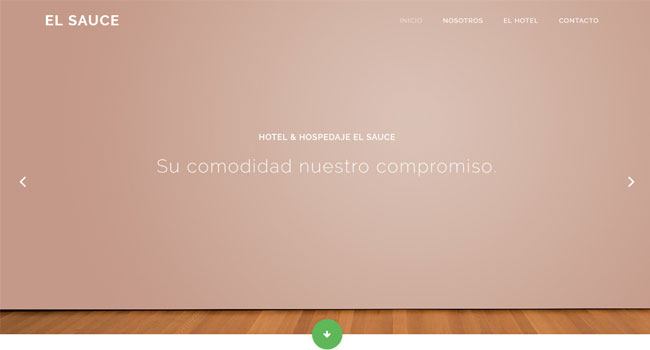 EL SAUCE
INICIO NOSOTROS EL HOTEL CONTACTO
HOTEL & HOSPEDAJE EL SAUCE
Su comodidad nuestro compromiso.